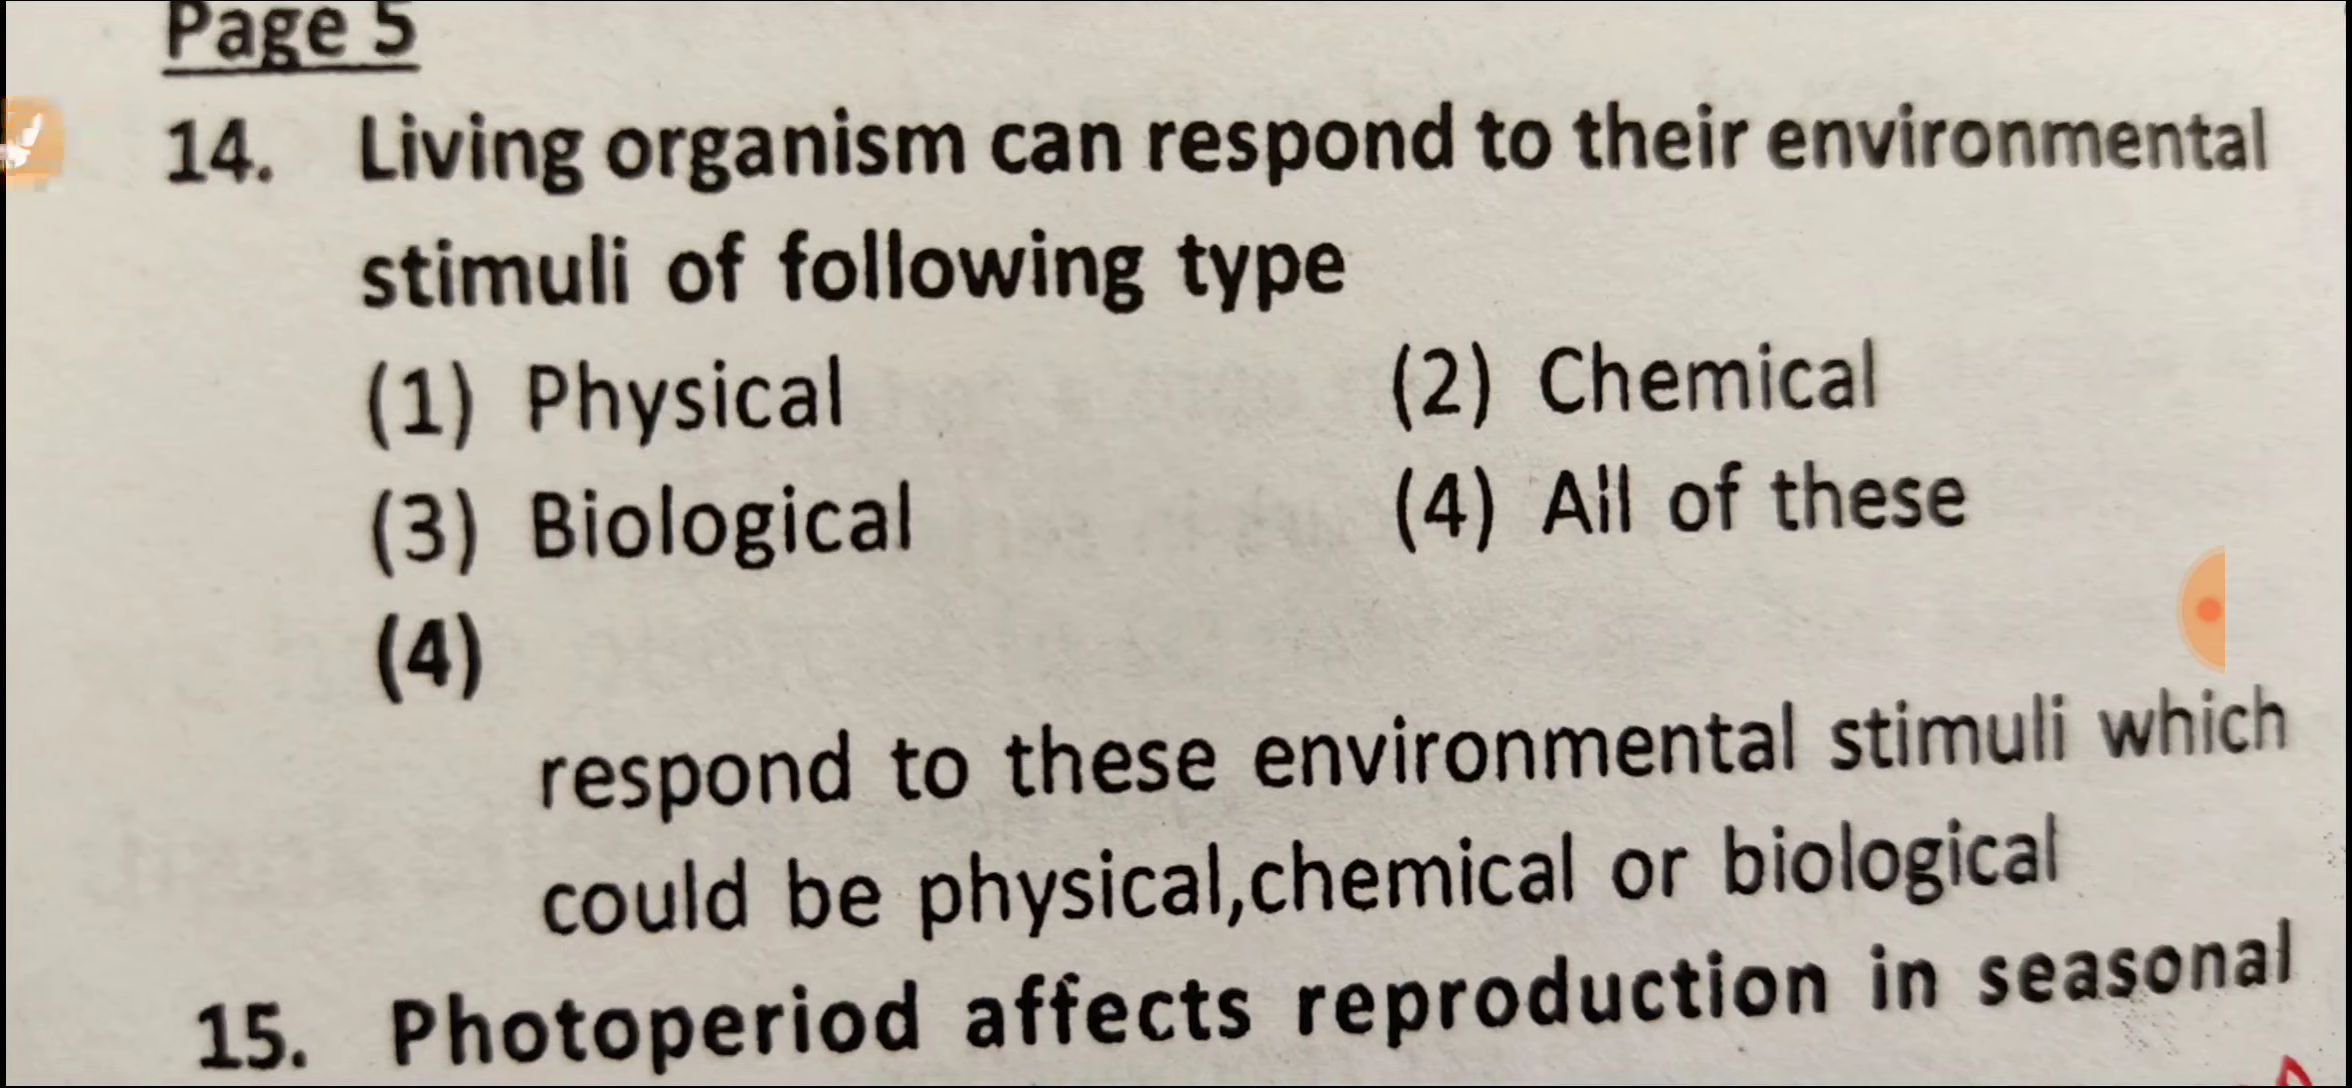 Page 5
14. Living organism can respond to their environmental
stimuli of following type
(1) Physical (2) Chemical
(3) Biological (4) All of these
(4)
respond to these environmental stimuli which
could be physical,chemical or biological
15. Photoperiod affects reproduction in seasonal